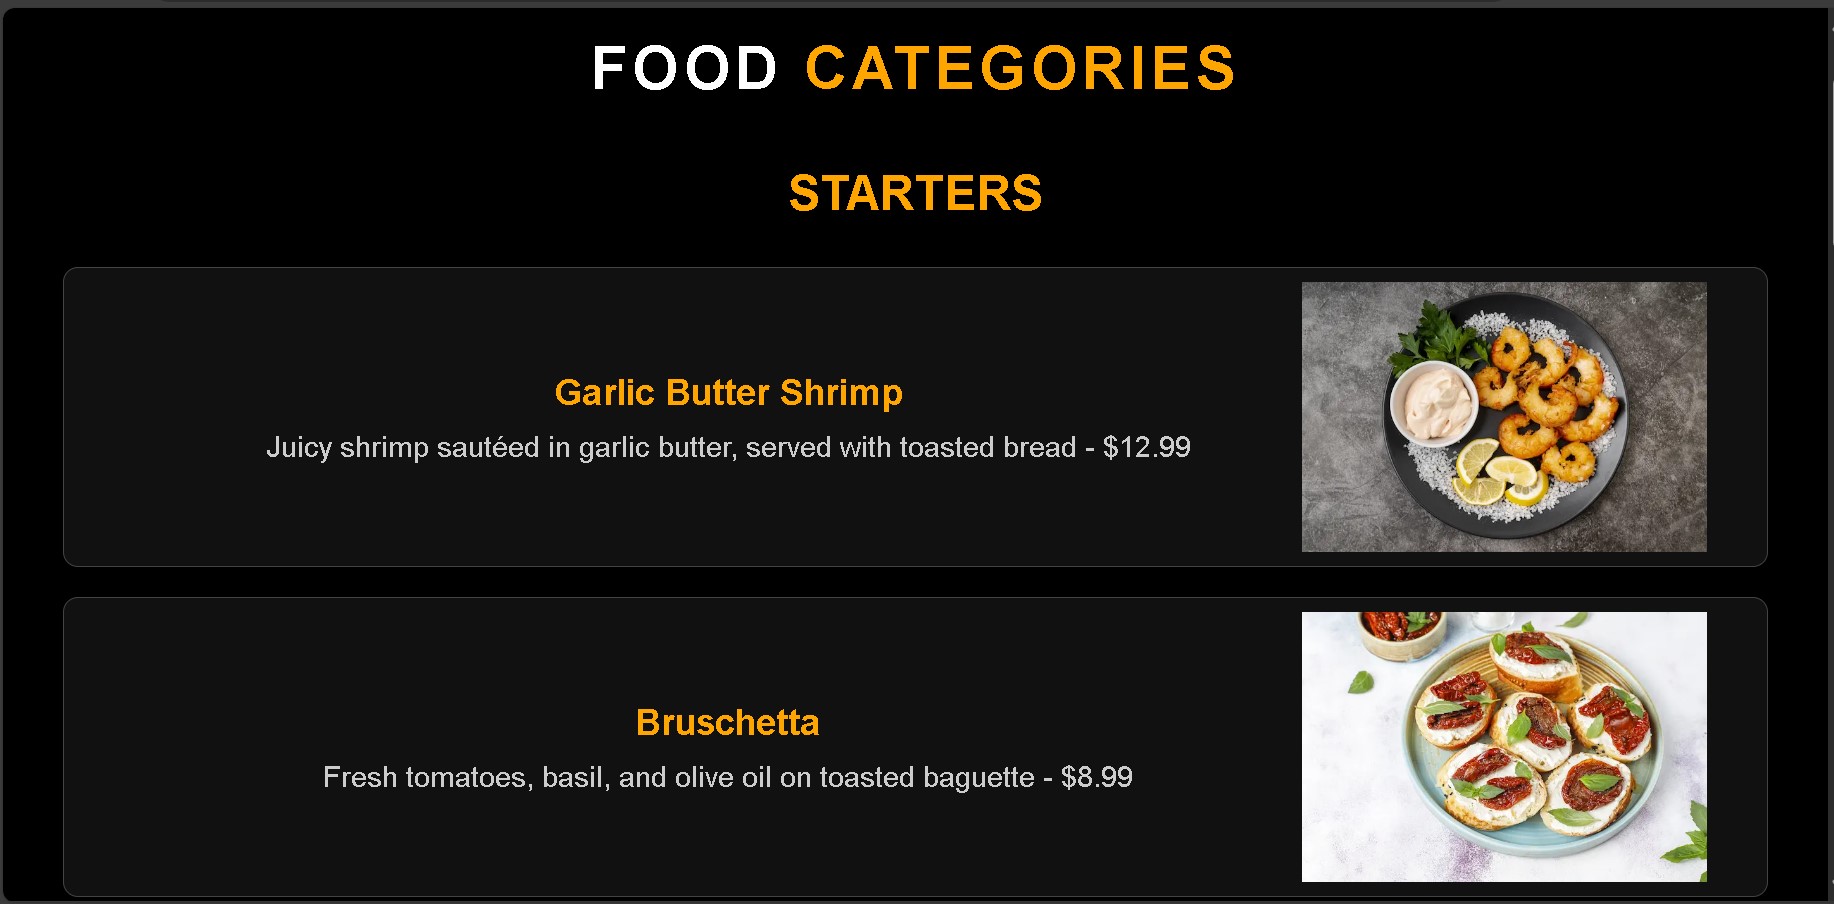 FOOD CATEGORIES
STARTERS
Garlic Butter Shrimp
Juicy shrimp sautéed in garlic butter, served with toasted bread - $12.99
Bruschetta
Fresh tomatoes, basil, and olive oil on toasted baguette - $8.99